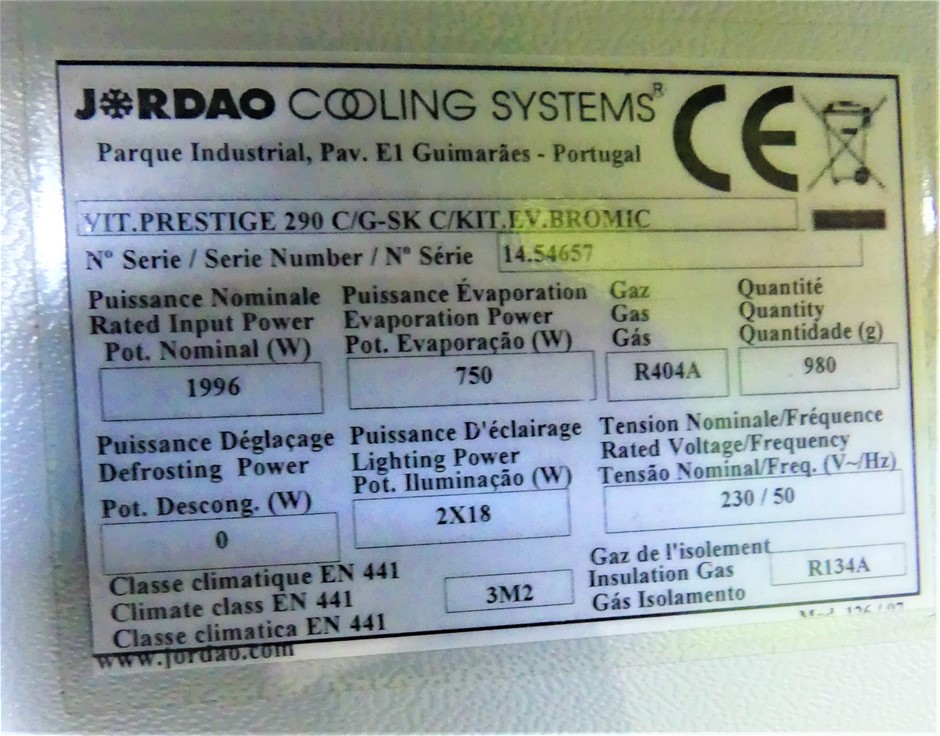 JORDAO COOLING SYSTEMS®
Parque Industrial, Pav. E1 Guimarães - Portugal
CE
VIT.PRESTIGE 290 C/G-SK C/KIT.EV.BROMIC
Nº Serie / Serie Number / Nº Série 14.54657
Puissance Nominale
Rated Input Power
Pot. Nominal (W)
1996
Puissance Évaporation
Evaporation Power
Pot. Evaporação (W)
750
Gaz
Gas
Gás
R404A
Quantité
Quantity
Quantidade (g)
980
Puissance Déglaçage
Defrosting Power
Pot. Descong. (W)
0
Puissance D'éclairage
Lighting Power
Pot. Iluminação (W)
2X18
Tension Nominale/Fréquence
Rated Voltage/Frequency
Tensão Nominal/Freq. (V~/Hz)
230 / 50
Classe climatique EN 441
Climate class EN 441
Classe climatica EN 441
3M2
Gaz de l'isolement
Insulation Gas
Gás Isolamento
R134A
www.jordao.com